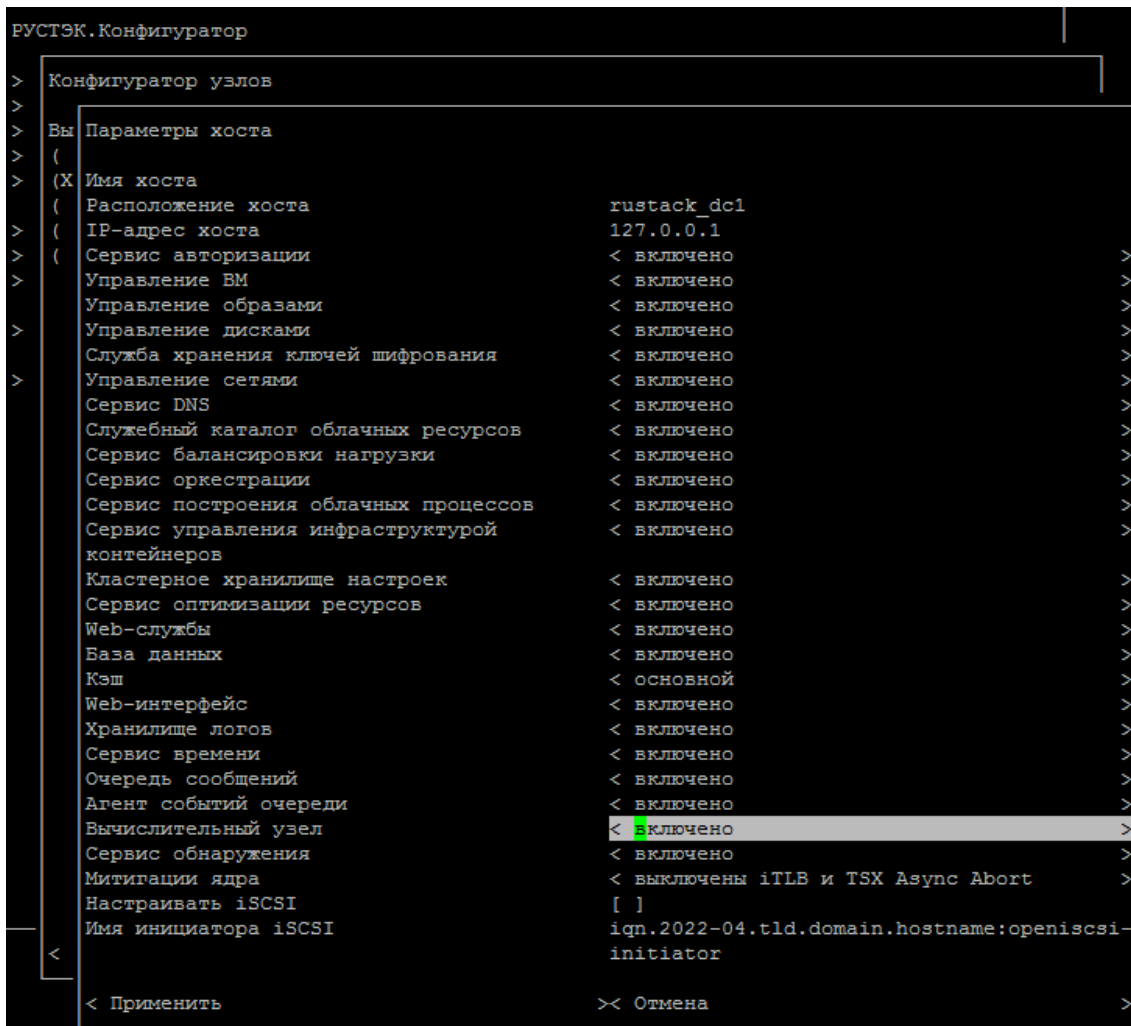 РУСТЭК.Конфигуратор
> Конфигуратор узлов
>
> Вы Параметры хоста
> (
> (X Имя хоста
( Расположение хоста rustack_dc1
> ( IP-адрес хоста 127.0.0.1
> ( Сервис авторизации < включено >
> Управление ВМ < включено >
Управление образами < включено >
> Управление дисками < включено >
Служба хранения ключей шифрования < включено >
> Управление сетями < включено >
Сервис DNS < включено >
Служебный каталог облачных ресурсов < включено >
Сервис балансировки нагрузки < включено >
Сервис оркестрации < включено >
Сервис построения облачных процессов < включено >
Сервис управления инфраструктурой < включено >
контейнеров
Кластерное хранилище настроек < включено >
Сервис оптимизации ресурсов < включено >
Web-службы < включено >
База данных < включено >
Кэш < основной >
Web-интерфейс < включено >
Хранилище логов < включено >
Сервис времени < включено >
Очередь сообщений < включено >
Агент событий очереди < включено >
Вычислительный узел < включено >
Сервис обнаружения < включено >
Митигации ядра < выключены iTLB и TSX Async Abort >
Настраивать iSCSI [ ]
Имя инициатора iSCSI iqn.2022-04.tld.domain.hostname:openiscsi-
< initiator
< Применить >< Отмена >